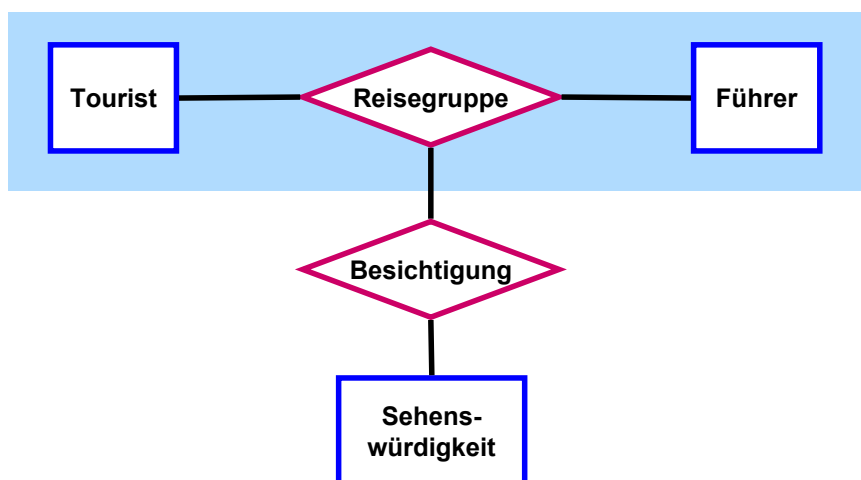 Tourist
Reisegruppe
Führer
Besichtigung
Sehens-
würdigkeit